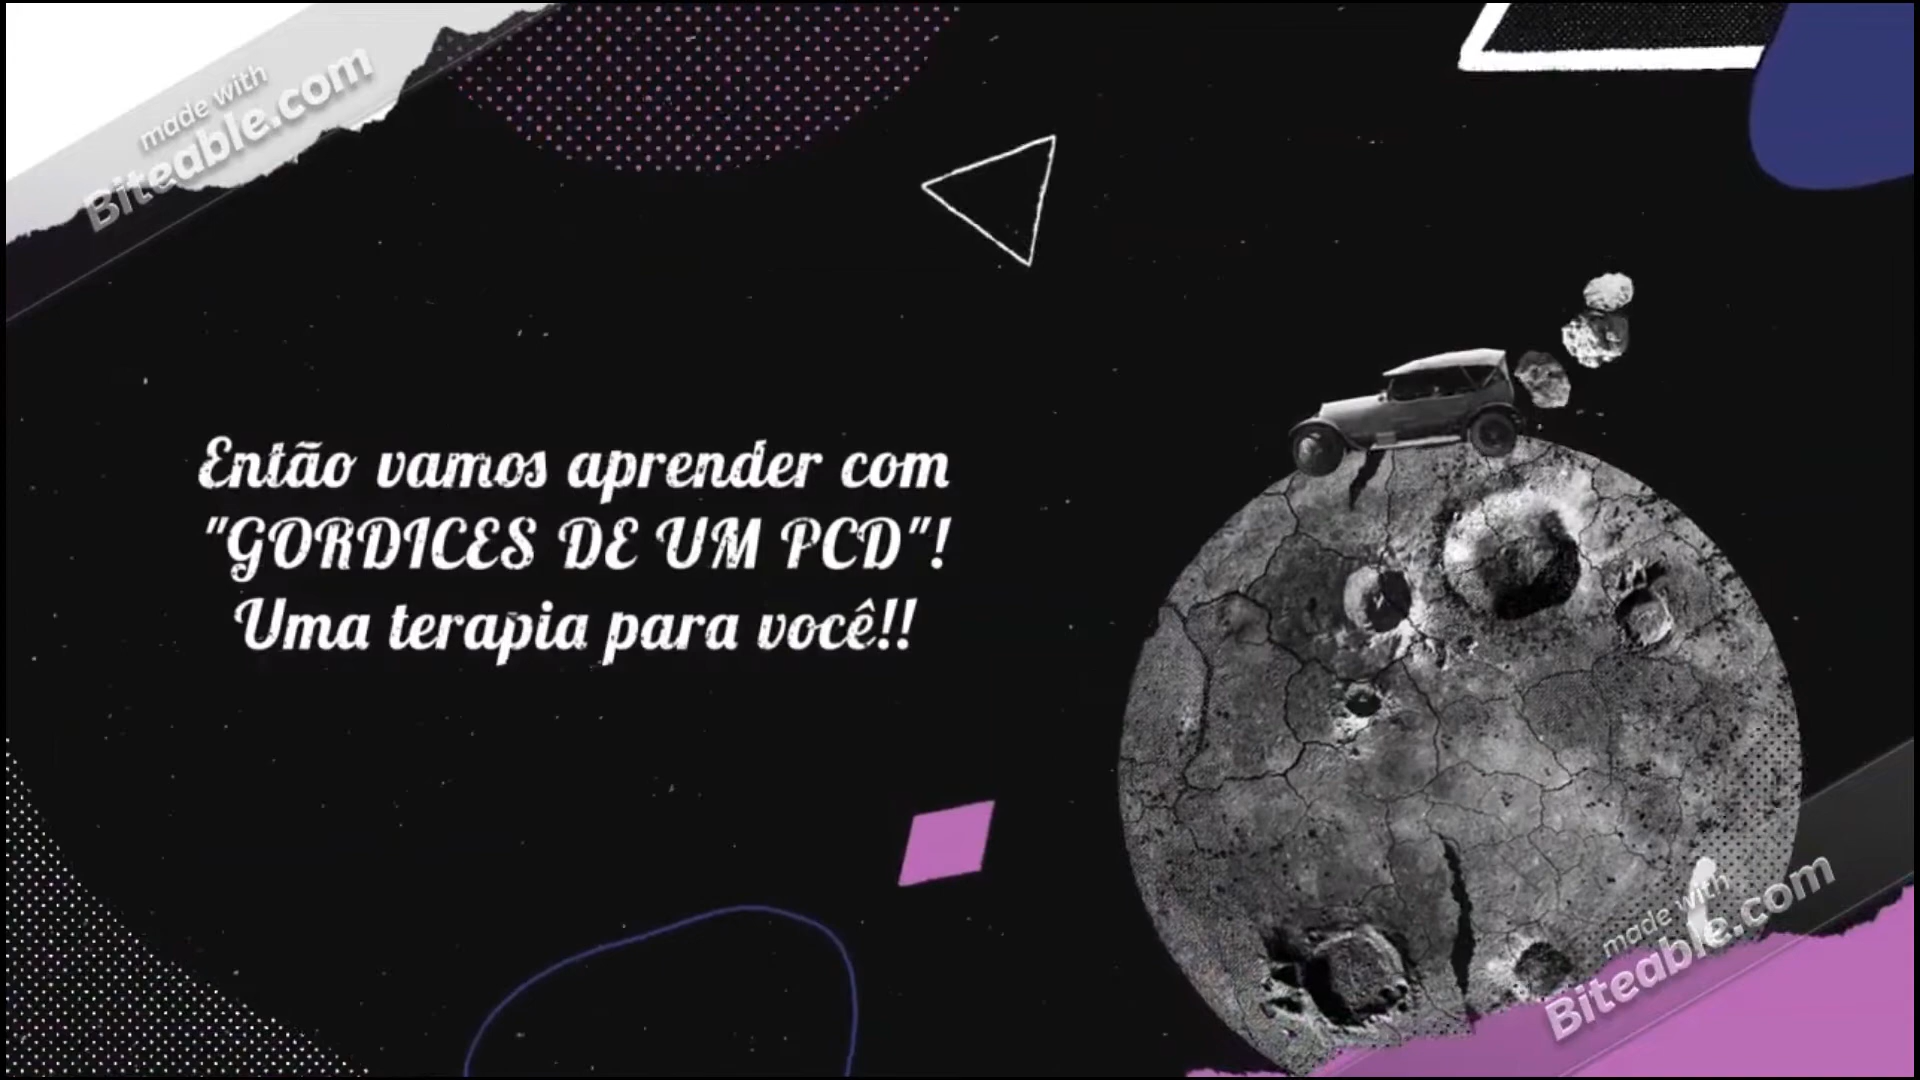 made with
Biteable.com
Então vamos aprender com
"GORDICES DE UM PCD"!
Uma terapia para você!!
made with
Biteable.com